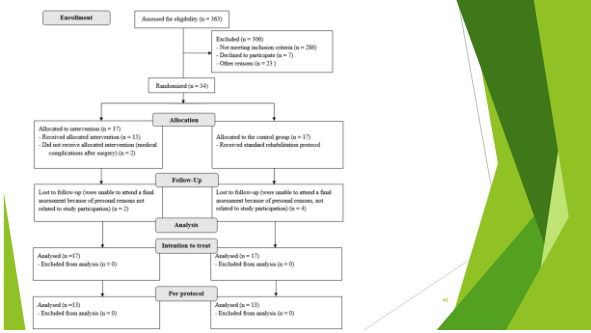 Enrollment
Assessed for eligibility (n = 363)
Excluded (n = 306)
- Not meeting inclusion criteria (n = 286)
- Declined to participate (n = 7)
- Other reasons (n = 23 )
Randomized (n = 34)
Allocation
Allocated to intervention (n = 17)
- Received allocated intervention (n = 15)
- Did not receive allocated intervention (medical
complications after surgery) (n = 2)
Allocated to the control group (n = 17)
- Received standard rehabilitation protocol
Follow-Up
Lost to follow-up (were unable to attend a final
assessment because of personal reasons not
related to study participation) (n = 2)
Lost to follow-up (were unable to attend a final
assessment because of personal reasons, not
related to study participation) (n = 4)
Analysis
Intention to treat
Analysed (n =17)
- Excluded from analysis (n = 0)
Analysed (n = 17)
- Excluded from analysis (n = 0)
Per protocol
Analysed (n =13)
- Excluded from analysis (n = 0)
Analysed (n = 13)
- Excluded from analysis (n = 0)